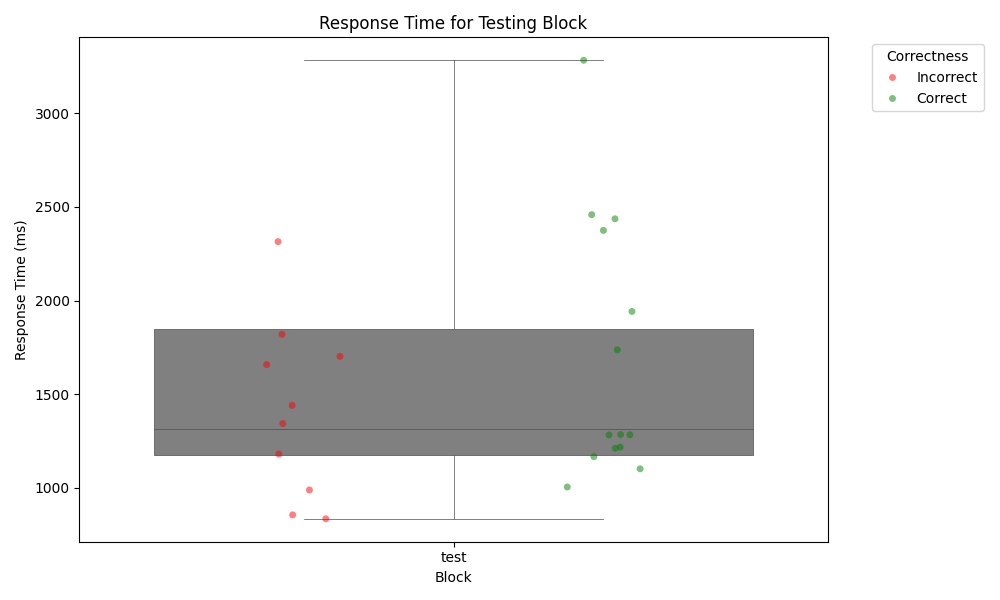 Response Time for Testing Block
Correctness
Incorrect
Correct
Response Time (ms)
3000
2500
2000
1500
1000
test
Block